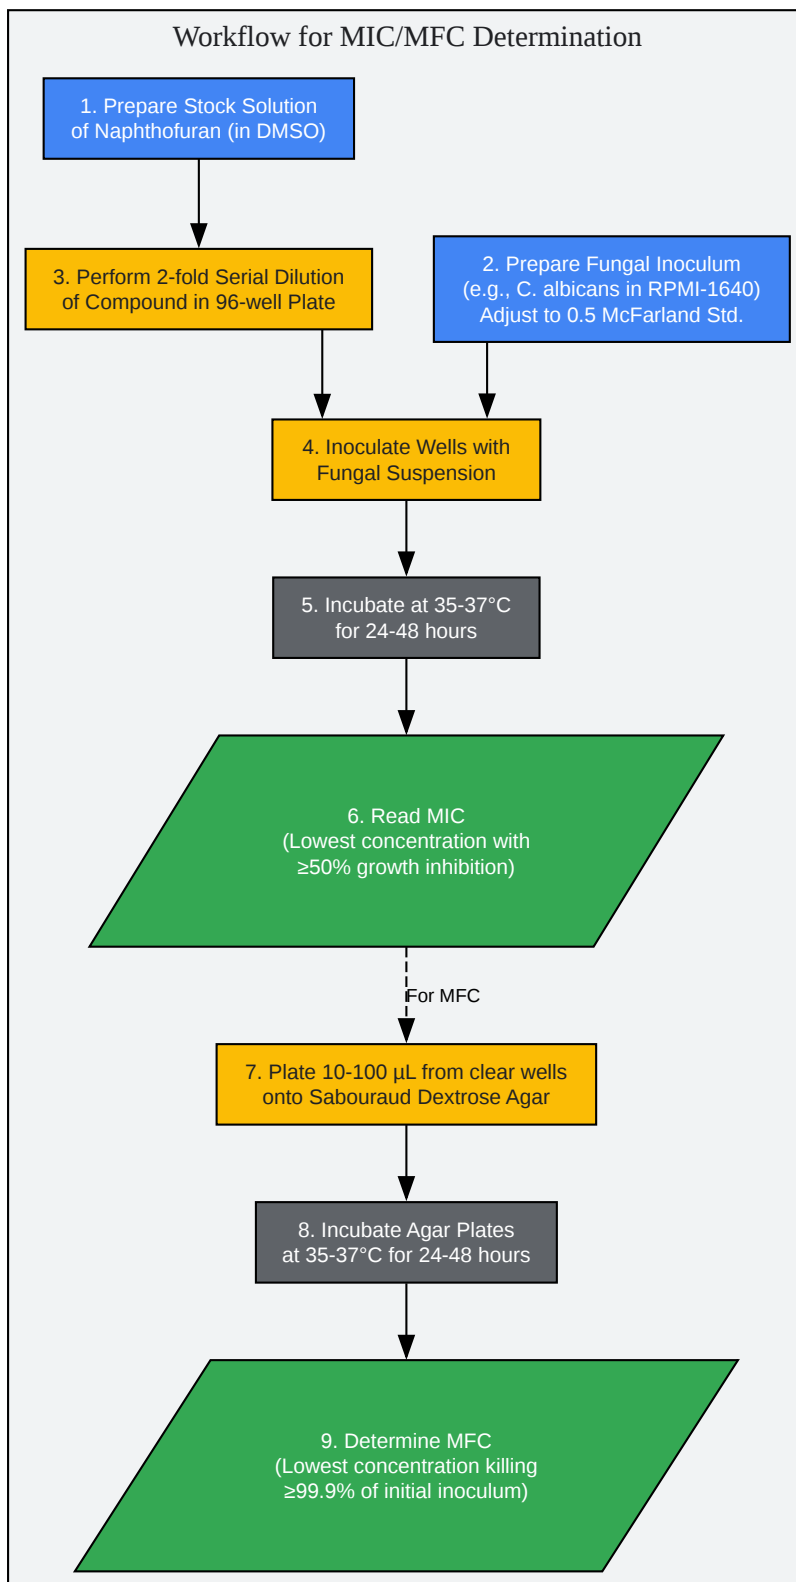 Workflow for MIC/MFC Determination
1. Prepare Stock Solution
of Naphthofuran (in DMSO)
2. Prepare Fungal Inoculum
(e.g., C. albicans in RPMI-1640)
Adjust to 0.5 McFarland Std.
3. Perform 2-fold Serial Dilution
of Compound in 96-well Plate
4. Inoculate Wells with
Fungal Suspension
5. Incubate at 35-37°C
for 24-48 hours
6. Read MIC
(Lowest concentration with
≥50% growth inhibition)
For MFC
7. Plate 10-100 µL from clear wells
onto Sabouraud Dextrose Agar
8. Incubate Agar Plates
at 35-37°C for 24-48 hours
9. Determine MFC
(Lowest concentration killing
≥99.9% of initial inoculum)